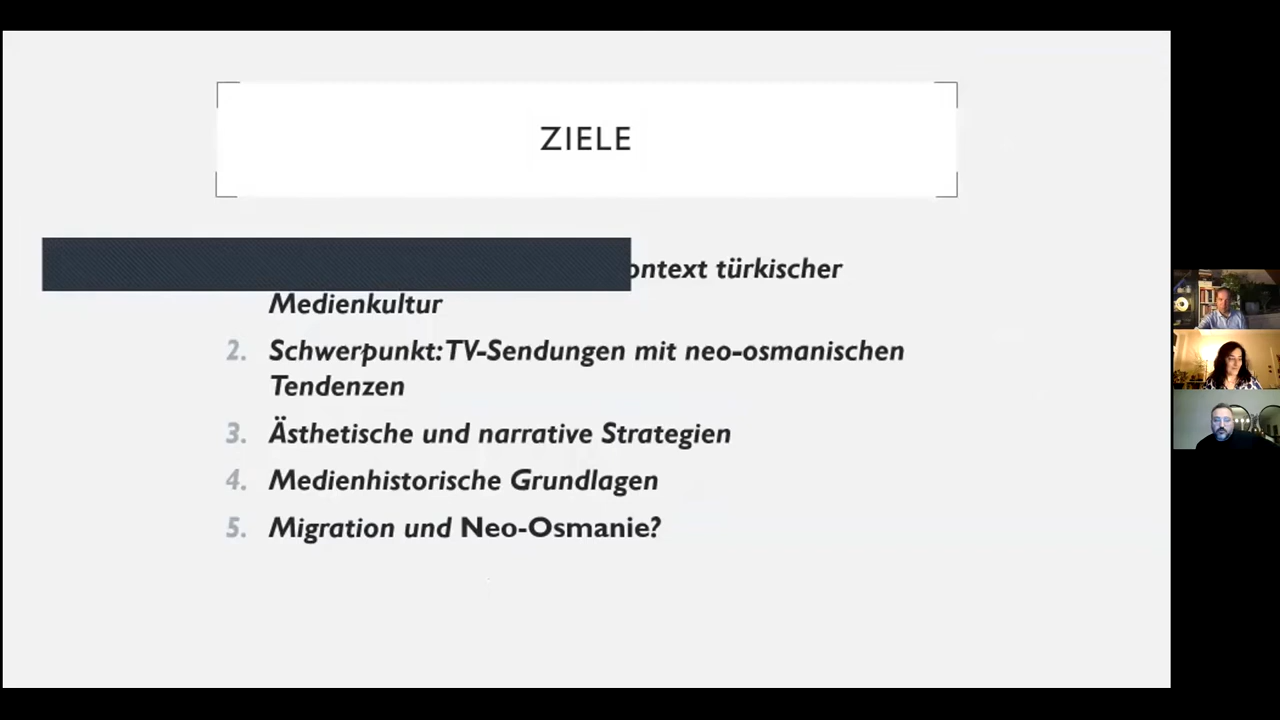 ZIELE
türkischer
Medienkultur
2. Schwerpunkt: TV-Sendungen mit neo-osmanischen
Tendenzen
3. Ästhetische und narrative Strategien
4. Medienhistorische Grundlagen
5. Migration und Neo-Osmanie?